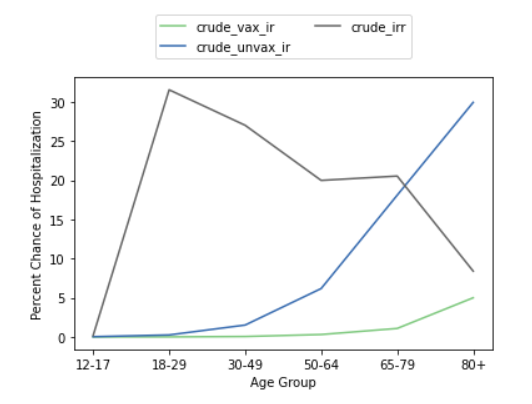 crude_vax_ir
crude_irr
crude_unvax_ir
Percent Chance of Hospitalization
30
25
20
15
10
5
0
12-17 18-29 30-49 50-64 65-79 80+
Age Group